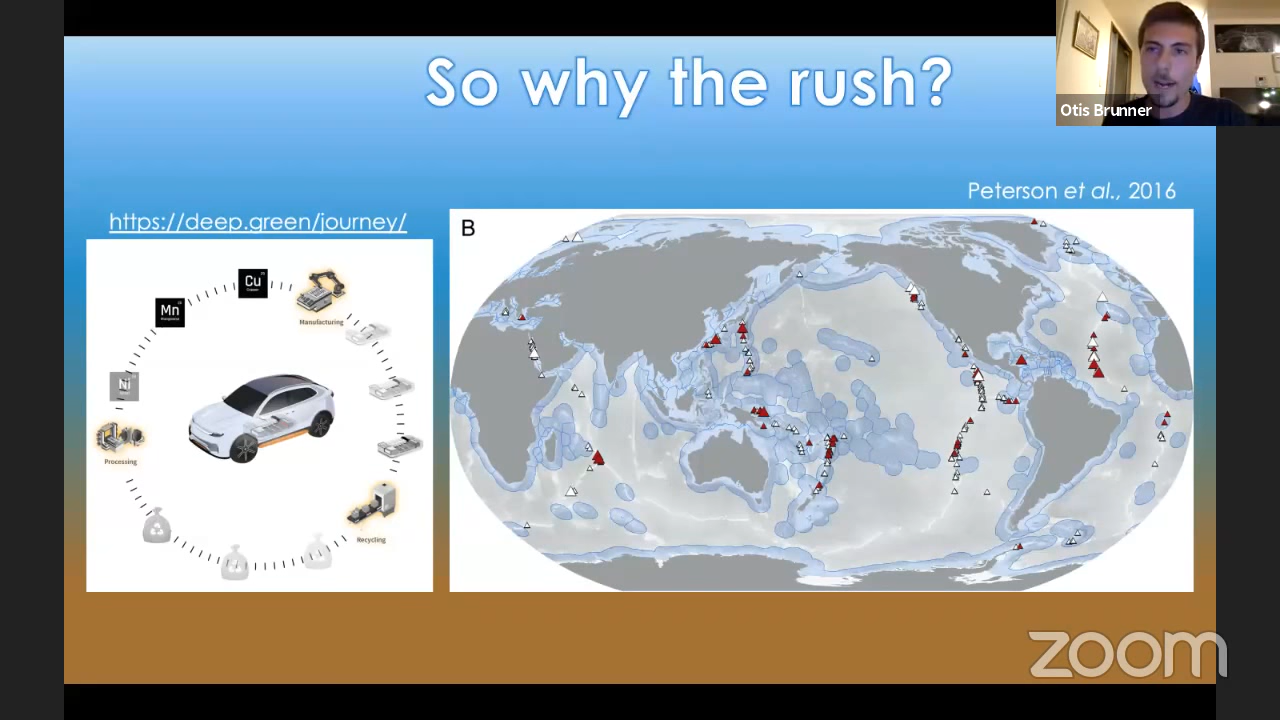 So why the rush?
Otis Brunner
Peterson et al., 2016
https://deep.green/journey/
B
Cu
Mn
Manufacturing
Ni
Processing
Recycling
zoom